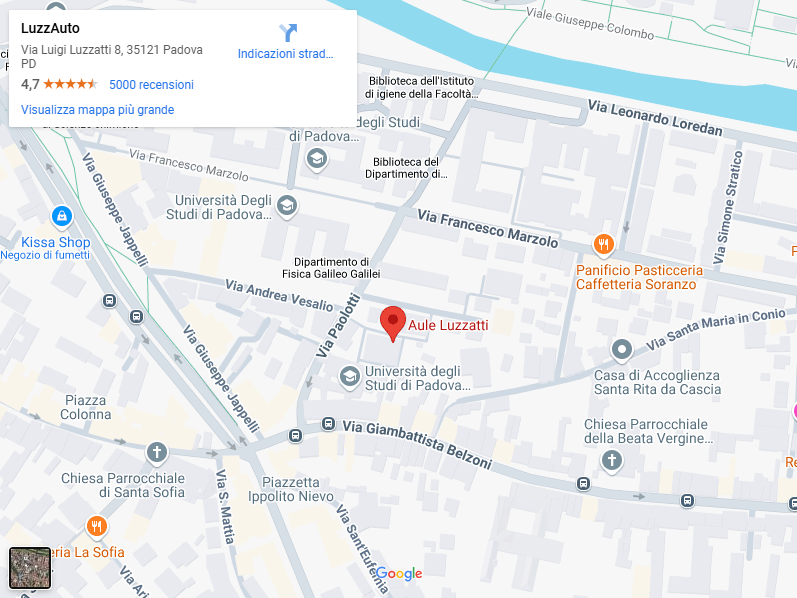 LuzzAuto
Via Luigi Luzzatti 8, 35121 Padova
PD
Indicazioni strad…
4,7
5000 recensioni
Visualizza mappa più grande
Viale Giuseppe Colombo
Biblioteca dell'Istituto
di igiene della Facoltà…
Via Leonardo Loredan
degli Studi
di Padova…
Via Francesco Marzolo
Biblioteca del
Dipartimento di…
Via Giuseppe Jappelli
Università Degli
Studi di Padova…
Via Simone Stratico
Via Francesco Marzolo
Kissa Shop
Negozio di fumetti
Panificio Pasticceria
Caffetteria Soranzo
Dipartimento di
Fisica Galileo Galilei
Via Andrea Vesalio
Via Paolotti
Aule Luzzatti
Via Santa Maria in Conio
Via Giuseppe Jappelli
Università degli
Studi di Padova…
Casa di Accoglienza
Santa Rita da Cascia
Piazza
Colonna
Via Giambattista Belzoni
Chiesa Parrocchiale
della Beata Vergine…
Chiesa Parrocchiale
di Santa Sofia
Via S. Mattia
Piazzetta
Ippolito Nievo
Via Sant'Eufemia
eria La Sofia
Via Ari
Google